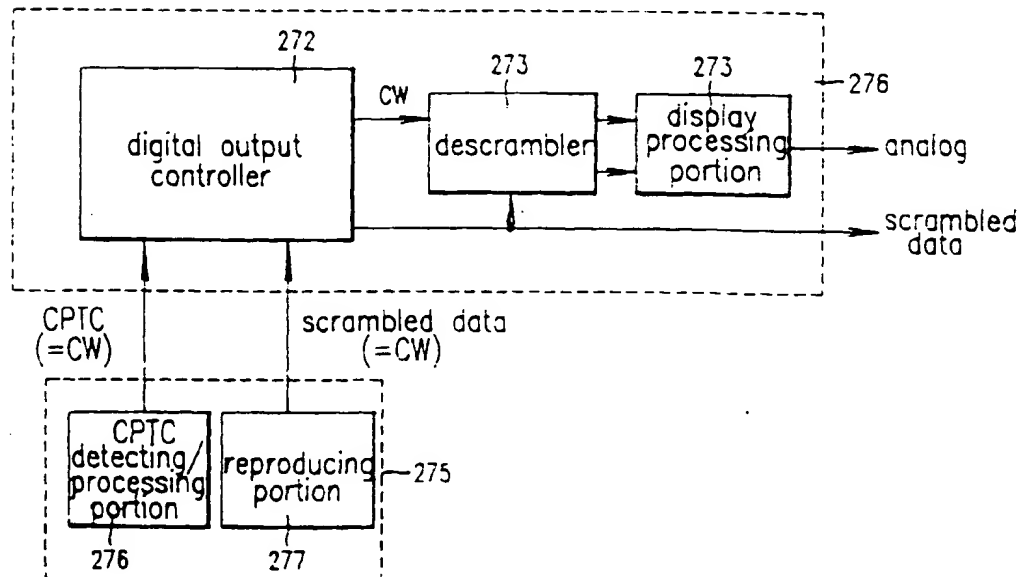 272
digital output
controller
CW
273
descrambler
273
display
processing
portion
276
analog
scrambled
data
CPTC
(=CW)
scrambled data
(=CW)
CPTC
detecting/
processing
portion
276
reproducing
portion
277
275